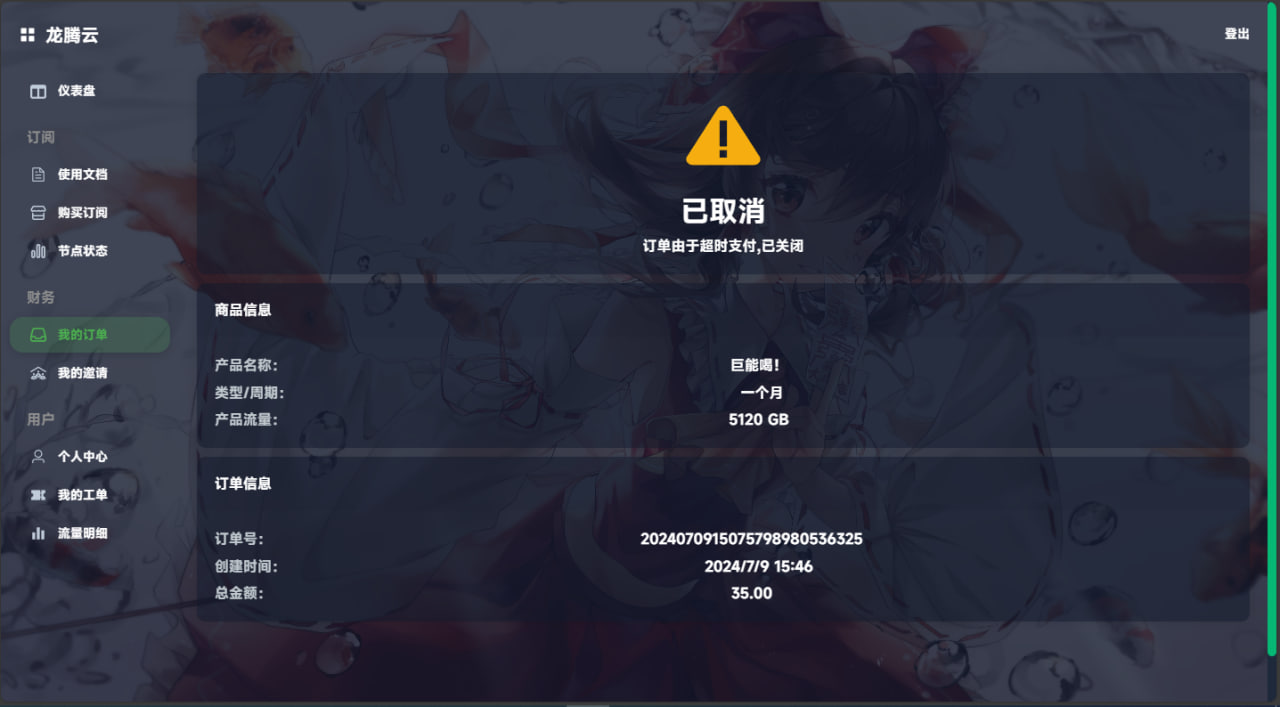 龙腾云
登出
仪表盘
订阅
使用文档
购买订阅
节点状态
财务
我的订单
我的邀请
用户
个人中心
我的工单
流量明细
已取消
订单由于超时支付,已关闭
商品信息
产品名称: 巨能喝!
类型/周期: 一个月
产品流量: 5120 GB
订单信息
订单号: 2024070915075798980536325
创建时间: 2024/7/9 15:46
总金额: 35.00